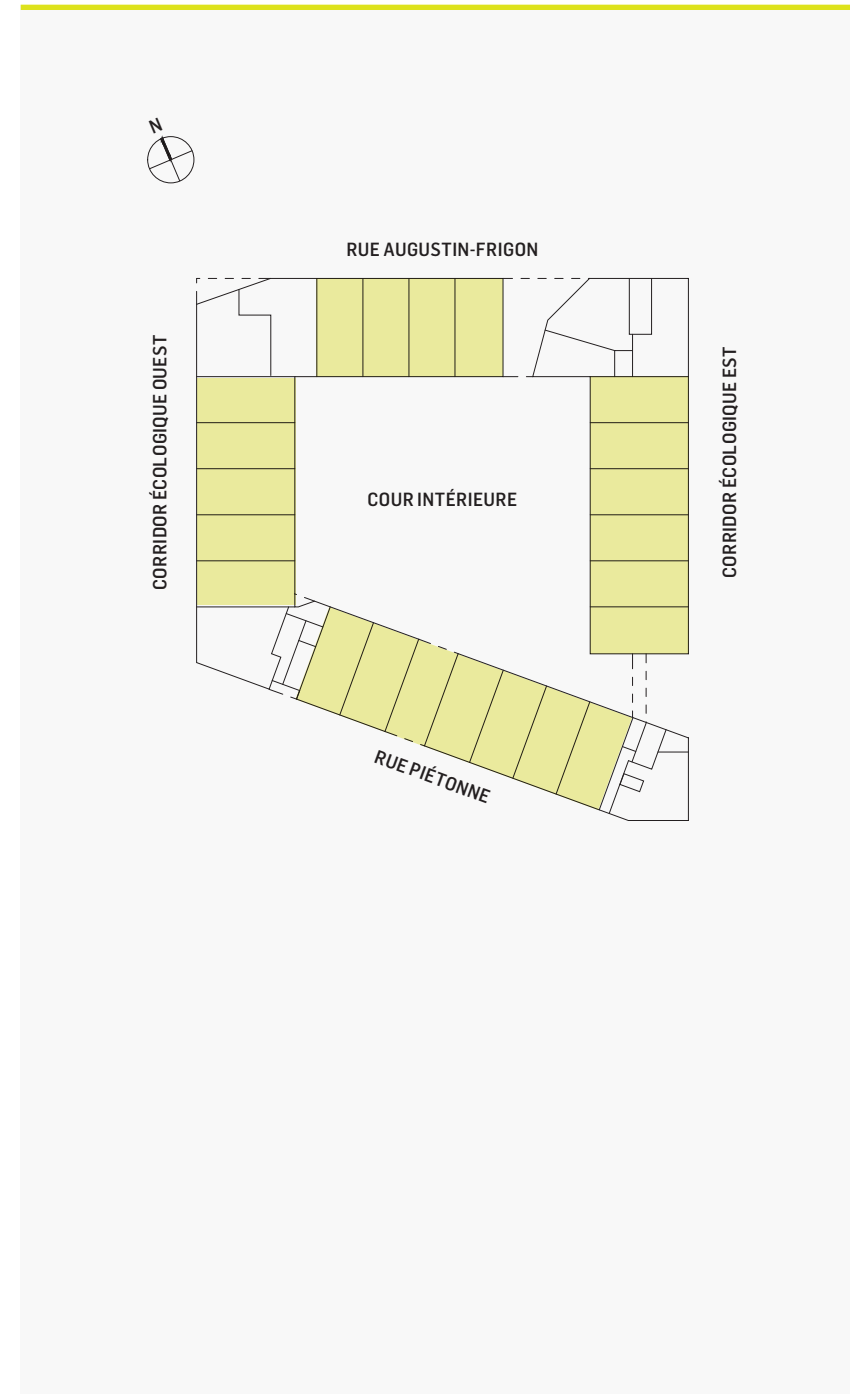 N
RUE AUGUSTIN-FRIGON
CORRIDOR ÉCOLOGIQUE OUEST
COUR INTÉRIEURE
CORRIDOR ÉCOLOGIQUE EST
RUE PIÉTONNE